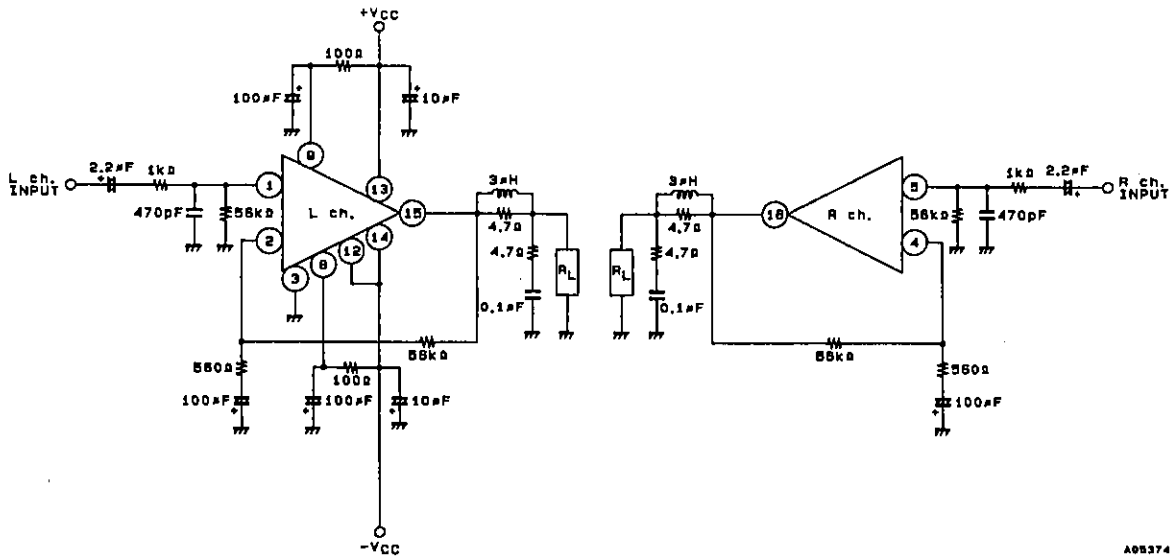 +VCC
100Ω
100µF
+
+
10µF
9
L ch.
INPUT
2.2µF
+
1kΩ
1
13
3µH
470pF
56kΩ
L ch.
15
4.7Ω
2
14
12
4.7Ω
RL
8
3
0.1µF
56kΩ
560Ω
100Ω
100µF
+
+
100µF
+
10µF
-VCC
3µH
5
1kΩ
2.2µF
+
R ch.
INPUT
16
R ch.
4.7Ω
56kΩ
470pF
4
RL
4.7Ω
0.1µF
56kΩ
560Ω
+
100µF
A05374